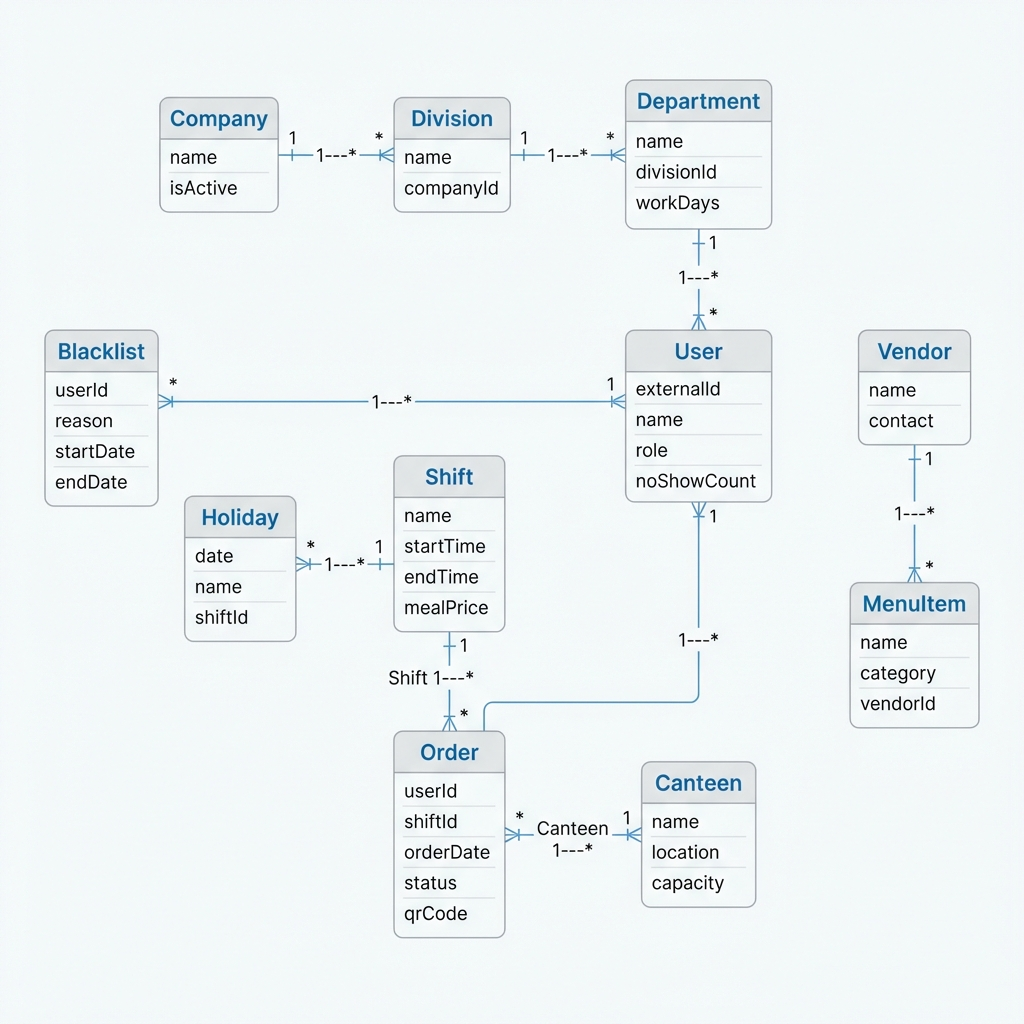 Company
name
isActive
1
1---*
*
Division
name
companyId
1
1---*
*
Department
name
divisionId
workDays
1
1---*
*
Blacklist
userId
reason
startDate
endDate
*
1---*
1
User
externalId
name
role
noShowCount
1
1---*
Vendor
name
contact
1
1---*
*
MenuItem
name
category
vendorId
Holiday
date
name
shiftId
*
1---*
1
Shift
name
startTime
endTime
mealPrice
1
Shift 1---*
*
Order
userId
shiftId
orderDate
status
qrCode
*
Canteen
1---*
1
Canteen
name
location
capacity